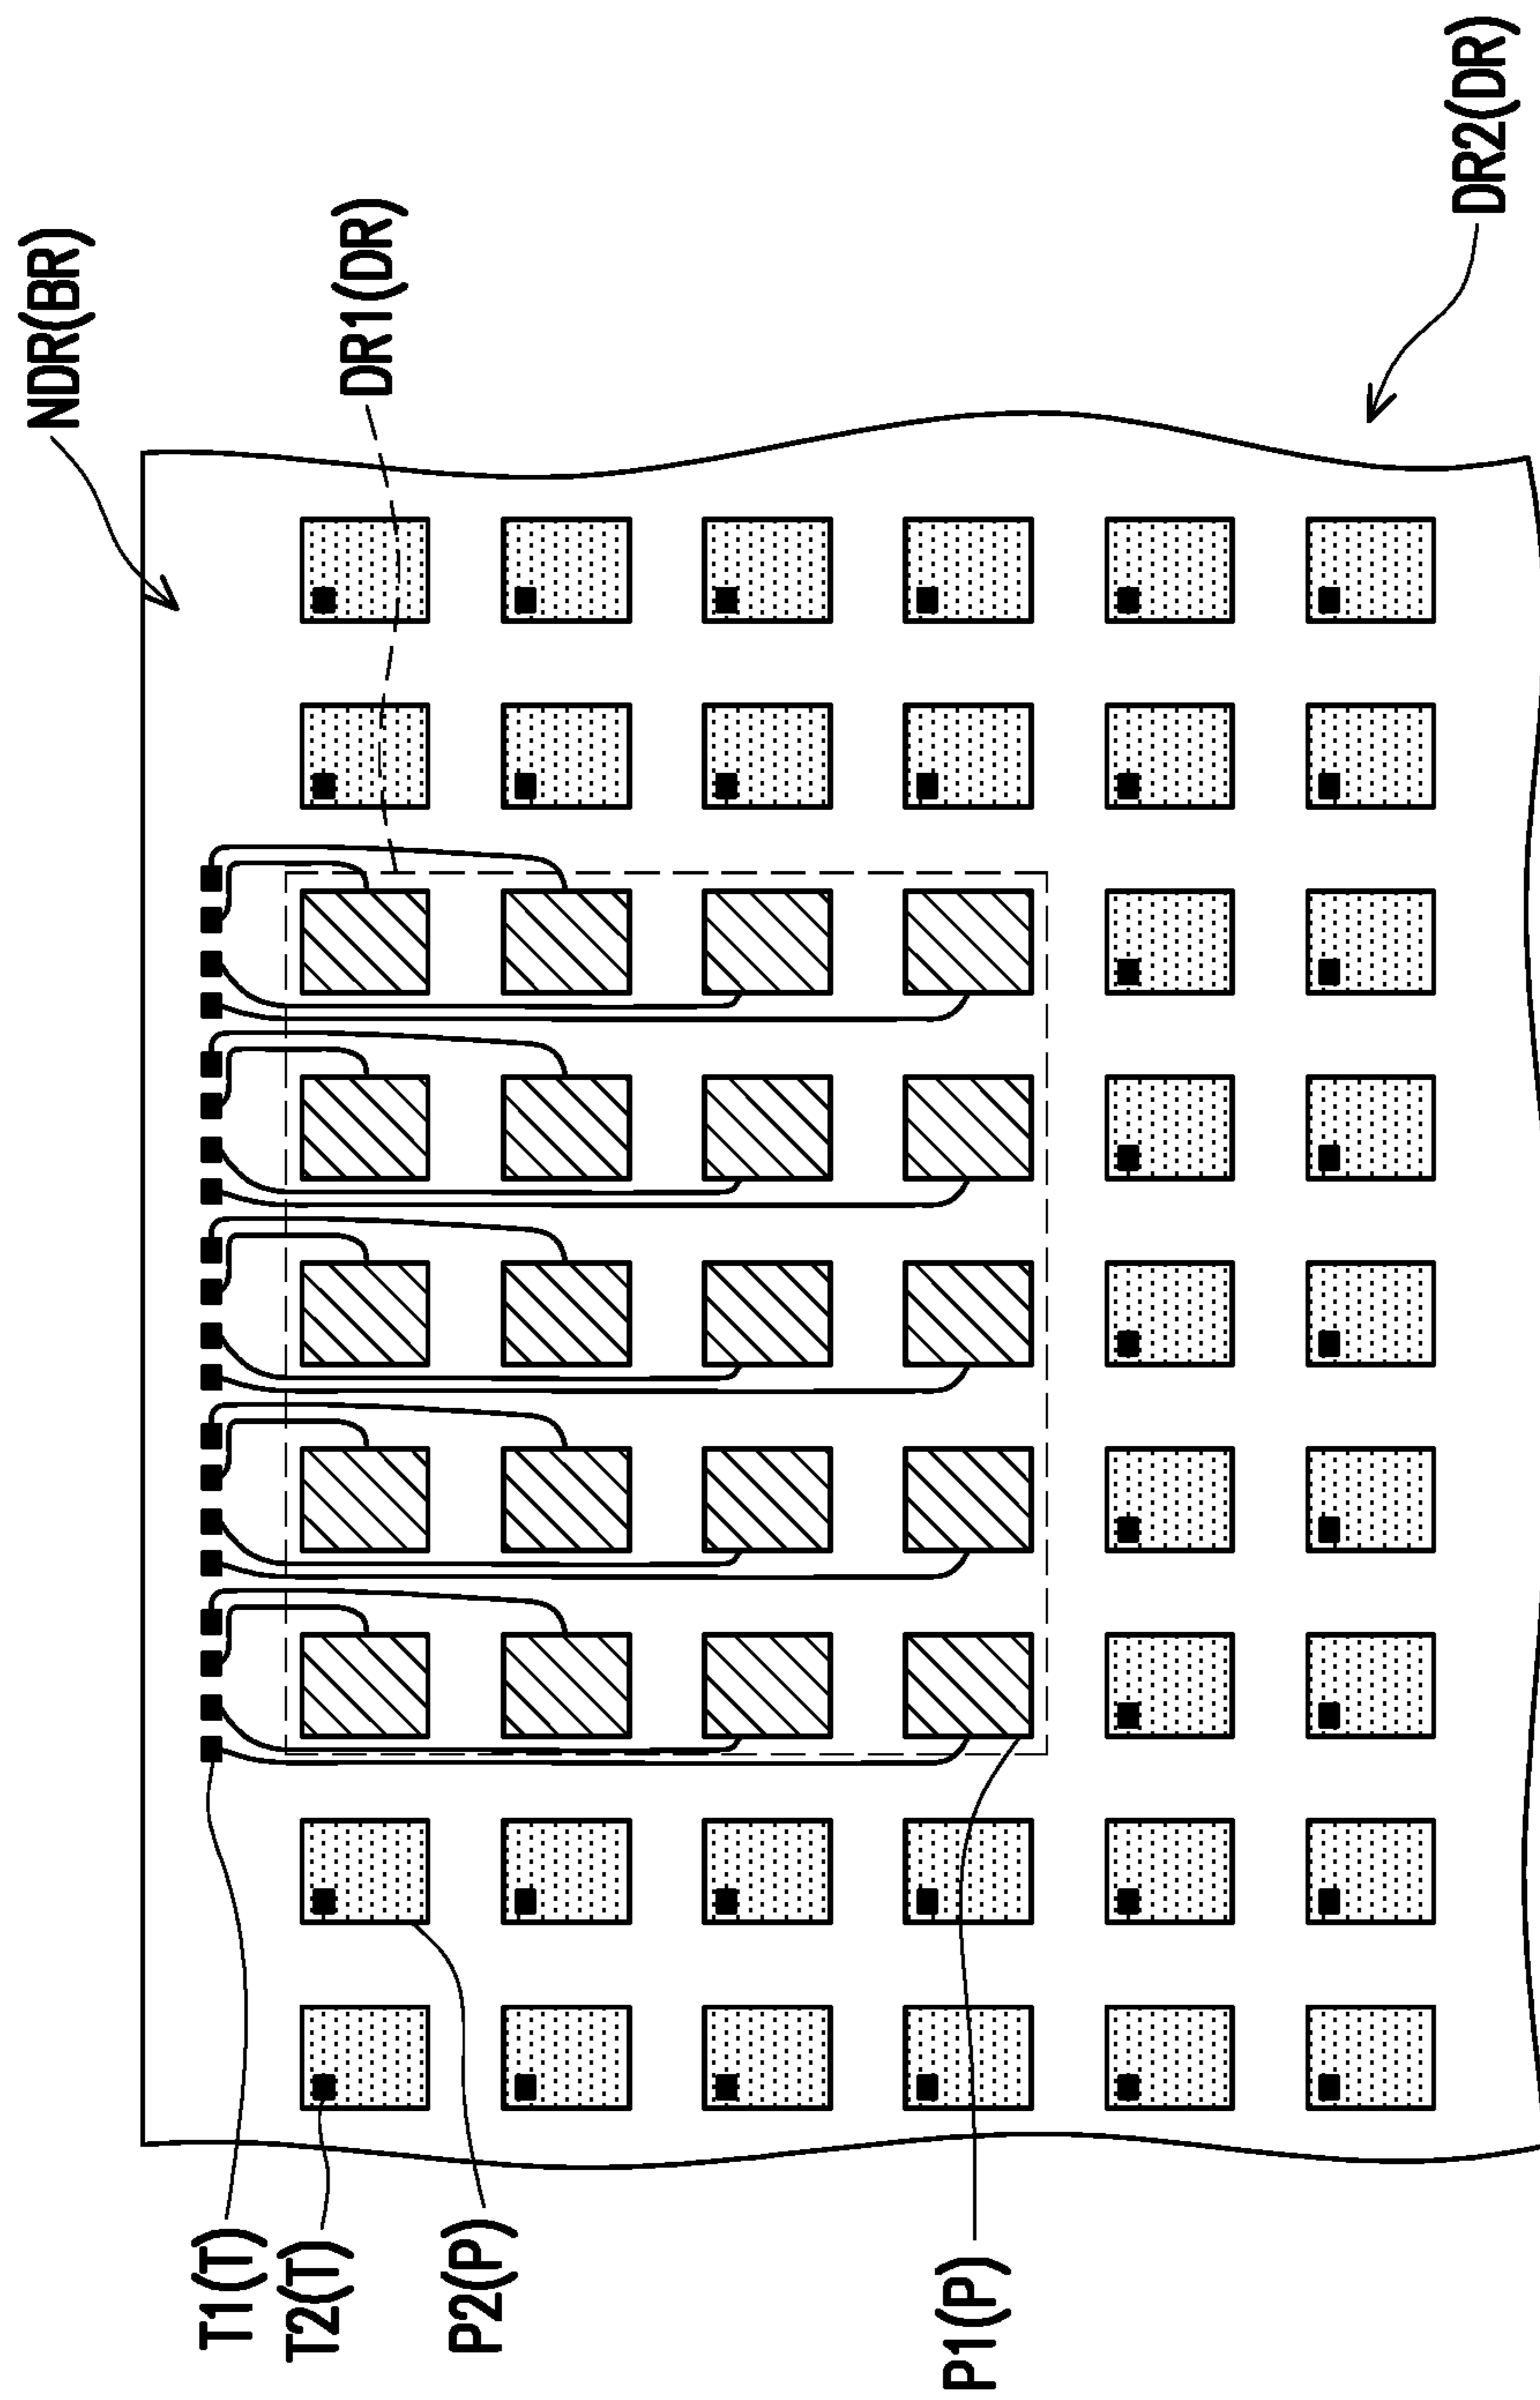 NDR(BR)
DR1(DR)
DR2(DR)
T1(T)
T2(T)
P2(P)
P1(P)